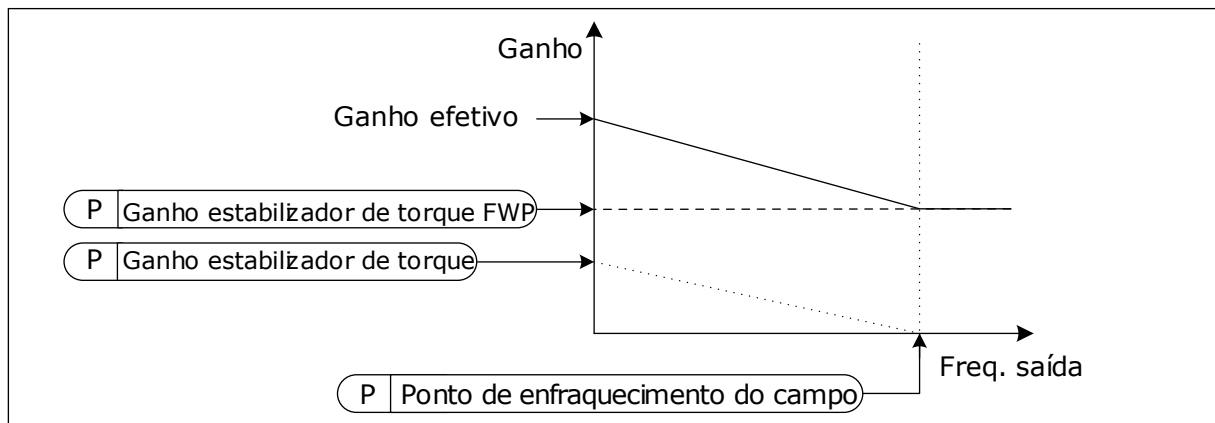 Ganho
Ganho efetivo
P Ganho estabilizador de torque FWP
P Ganho estabilizador de torque
Freq. saída
P Ponto de enfraquecimento do campo